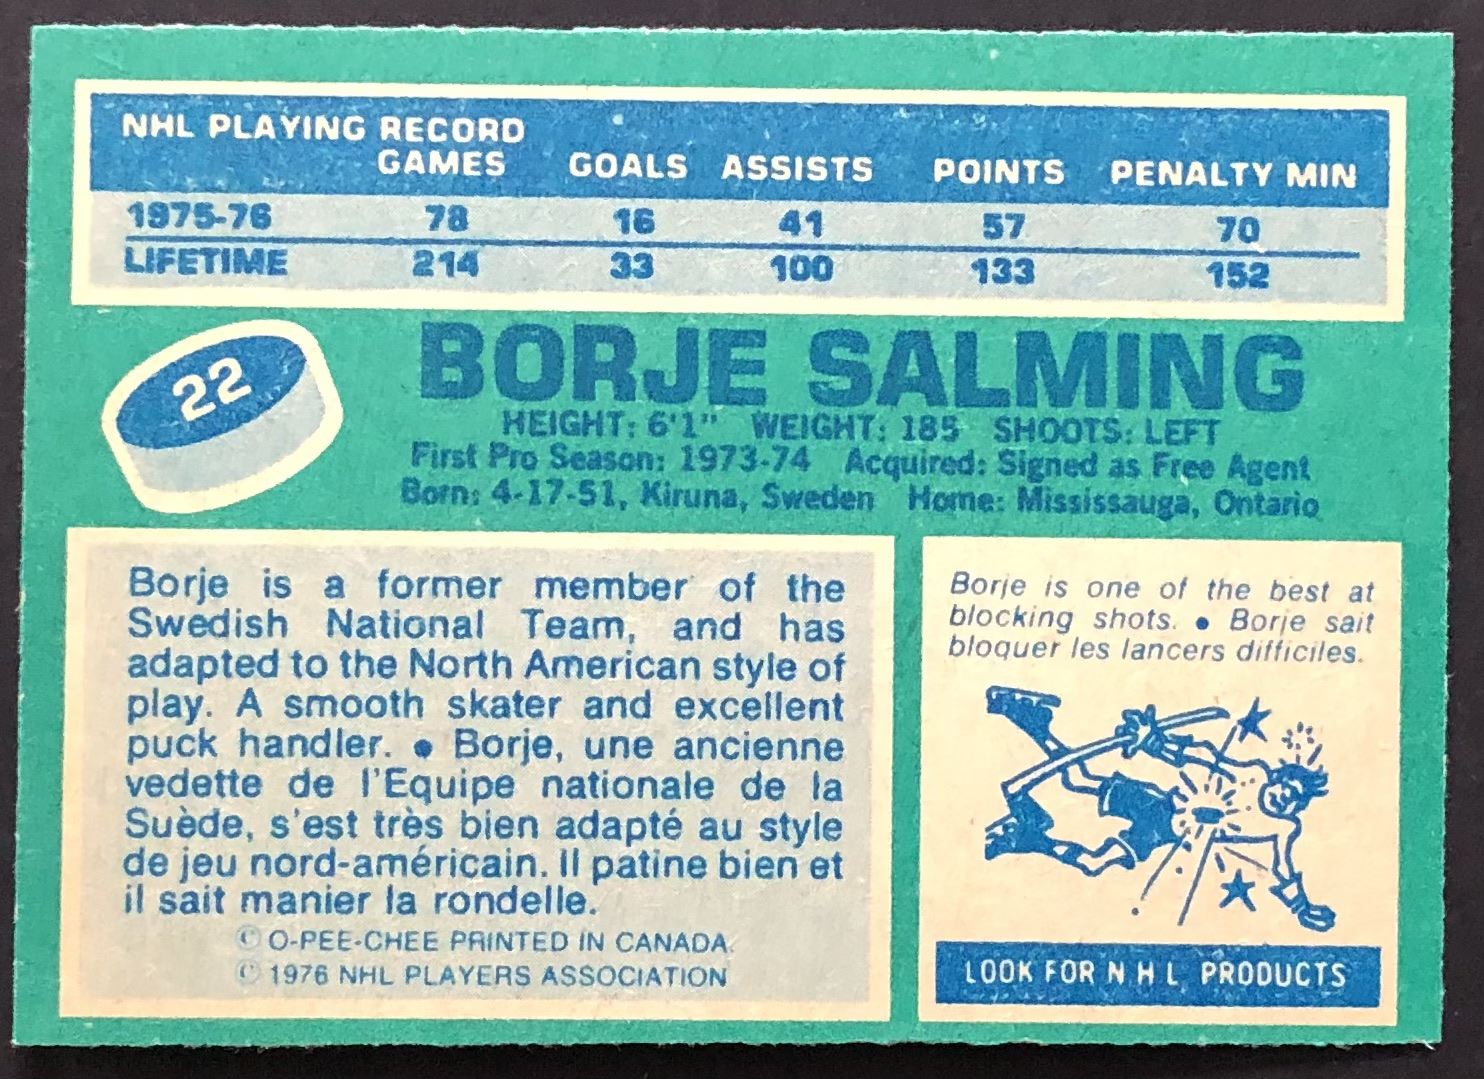 NHL PLAYING RECORD
GAMES GOALS ASSISTS POINTS PENALTY MIN
1975-76 78 16 41 57 70
LIFETIME 214 33 100 133 152
22
BORJE SALMING
HEIGHT: 6'1" WEIGHT: 185 SHOOTS: LEFT
First Pro Season: 1973-74 Acquired: Signed as Free Agent
Born: 4-17-51, Kiruna, Sweden Home: Mississauga, Ontario
Borje is a former member of the
Swedish National Team, and has
adapted to the North American style of
play. A smooth skater and excellent
puck handler. • Borje, une ancienne
vedette de l'Equipe nationale de la
Suède, s'est très bien adapté au style
de jeu nord-américain. Il patine bien et
il sait manier la rondelle.
© O-PEE-CHEE PRINTED IN CANADA
© 1976 NHL PLAYERS ASSOCIATION
Borje is one of the best at
blocking shots. • Borje sait
bloquer les lancers difficiles.
LOOK FOR N H L PRODUCTS